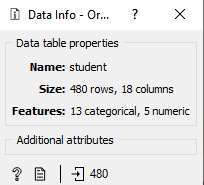 Data Info - Or...
Data table properties
Name: student
Size: 480 rows, 18 columns
Features: 13 categorical, 5 numeric
Additional attributes
? 480